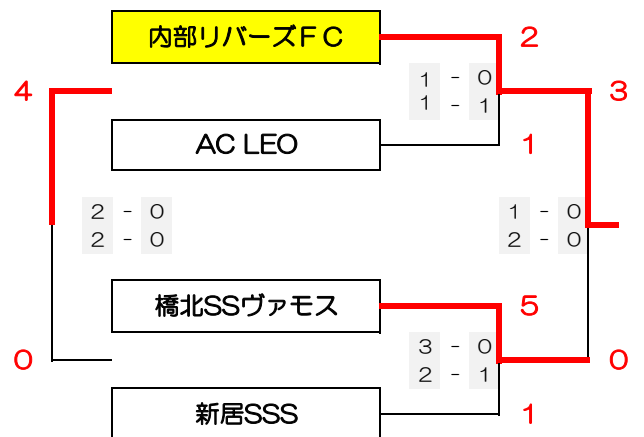 内部リバーズFC 2
4 1 - 0 3
1 - 1
AC LEO 1
2 - 0 1 - 0
2 - 0 2 - 0
橋北SSヴァモス 5
0 3 - 0 0
2 - 1
新居SSS 1